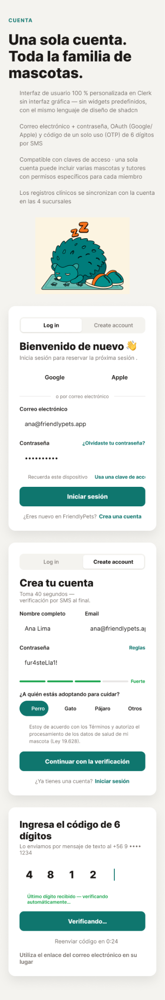 CUENTA
Una sola cuenta.
Toda la familia de
mascotas.
Interfaz de usuario 100 % personalizada en Clerk
sin interfaz gráfica — sin widgets predefinidos,
con el mismo lenguaje de diseño de shadcn
Correo electrónico + contraseña, OAuth (Google/
Apple) y código de un solo uso (OTP) de 6 dígitos
por SMS
Compatible con claves de acceso · una sola
cuenta puede incluir varias mascotas y tutores
con permisos específicos para cada miembro
Los registros clínicos se sincronizan con la cuenta
en las 4 sucursales
z z
Log in Create account
Bienvenido de nuevo 👋
Inicia sesión para reservar la próxima sesión .
Google Apple
o por correo electrónico
Correo electrónico
ana@friendlypets.app
Contraseña ¿Olvidaste tu contraseña?
••••••••••
Recuerda este dispositivo Usa una clave de acc
Iniciar sesión
¿Eres nuevo en FriendlyPets? Crea una cuenta
Log in Create account
Crea tu cuenta
Toma 40 segundos —
verificación por SMS al final.
Nombre completo Email
Ana Lima ana@friendlypets.a
Contraseña Reglas
fur4steLla1!
Fuerte
¿A quién estás adoptando para cuidar?
Perro Gato Pájaro Otros
Estoy de acuerdo con los Términos y autorizo el
procesamiento de los datos de salud de mi
mascota (Ley 19.628).
Continuar con la verificación
¿Ya tienes una cuenta? Iniciar sesión
Ingresa el código de 6
dígitos
Lo enviamos por mensaje de texto al +56 9 ••••
1234
4 8 1 2
Último dígito recibido — verificando
automáticamente…
Verificando…
Reenviar código en 0:24
Utiliza el enlace del correo electrónico en su
lugar